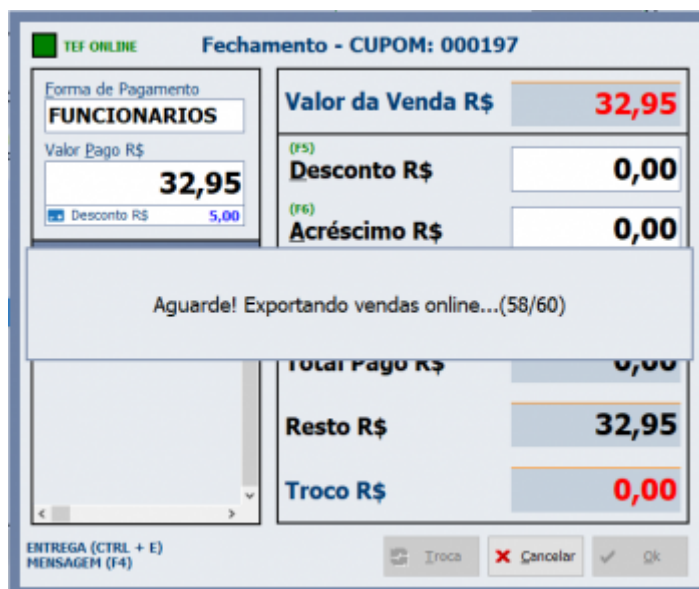 TEF ONLINE
Fechamento - CUPOM: 000197
Forma de Pagamento
FUNCIONARIOS
Valor Pago R$
32,95
Desconto R$ 5,00
Valor da Venda R$ 32,95
(F5)
Desconto R$ 0,00
(F6)
Acréscimo R$ 0,00
Aguarde! Exportando vendas online...(58/60)
Total Pago R$ 0,00
Resto R$ 32,95
Troco R$ 0,00
ENTREGA (CTRL + E)
MENSAGEM (F4)
Troca
Cancelar
Ok